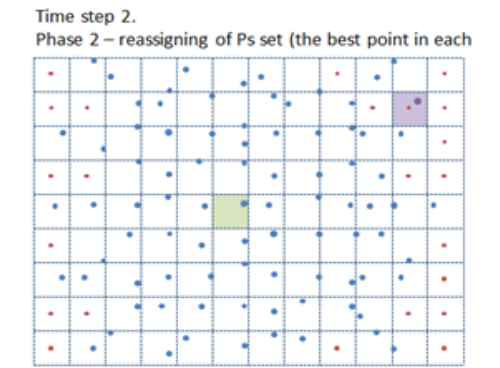 Time step 2.
Phase 2 – reassigning of Ps set (the best point in each